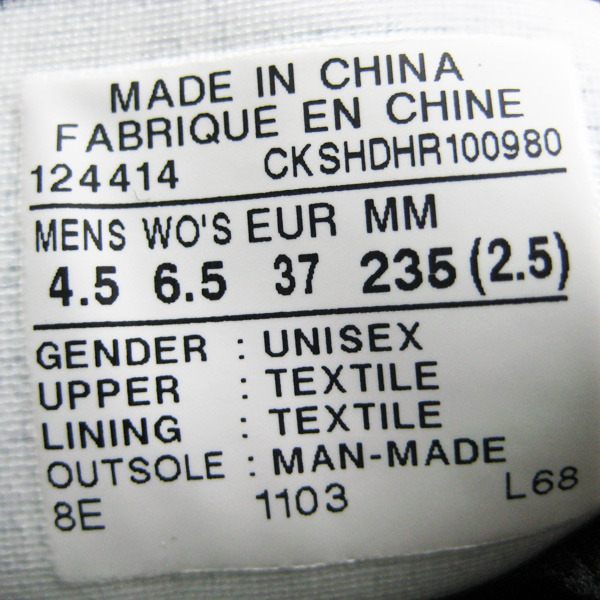 MADE IN CHINA
FABRIQUE EN CHINE
124414 CKSHDHR100980
MENS WO'S EUR MM
4.5 6.5 37 235 (2.5)
GENDER : UNISEX
UPPER : TEXTILE
LINING : TEXTILE
OUTSOLE : MAN-MADE
8E 1103 L68